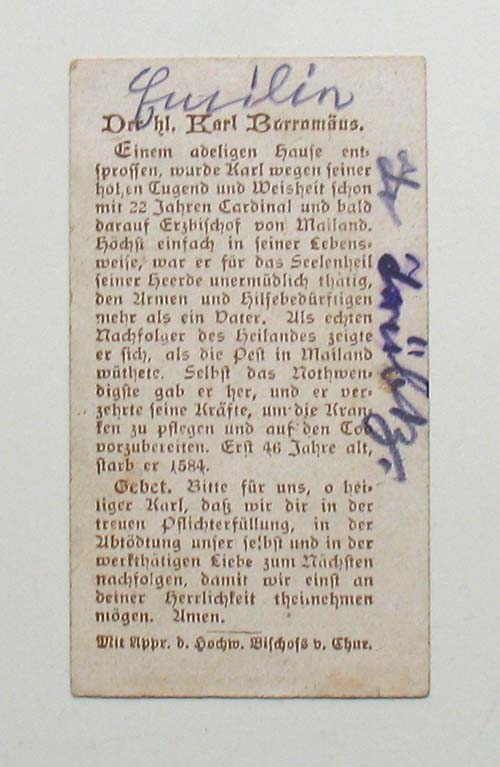 Der hl. Karl Borromäus.
Einem adeligen Hause ent-
sprossen, wurde Karl wegen seiner
hohen Tugend und Weisheit schon
mit 22 Jahren Cardinal und bald
darauf Erzbischof von Mailand.
Höchst einfach in seiner Lebens-
weise, war er für das Seelenheil
seiner Heerde unermüdlich thätig,
den Armen und Hilfebedürftigen
mehr als ein Vater. Als echten
Nachfolger des Heilandes zeigte
er sich, als die Pest in Mailand
wüthete. Selbst das Nothwen-
digste gab er her, und er ver-
zehrte seine Kräfte, um die Kran-
ken zu pflegen und auf den Tod
vorzubereiten. Erst 46 Jahre alt,
starb er 1584.
Gebet. Bitte für uns, o hei-
liger Karl, daß wir dir in der
treuen Pflichterfüllung, in der
Abtödtung unser selbst und in der
werkthätigen Liebe zum Nächsten
nachfolgen, damit wir einst an
deiner Herrlichkeit theilnehmen
mögen. Amen.
Mit Appr. d. Hochw. Bischofs v. Chur.